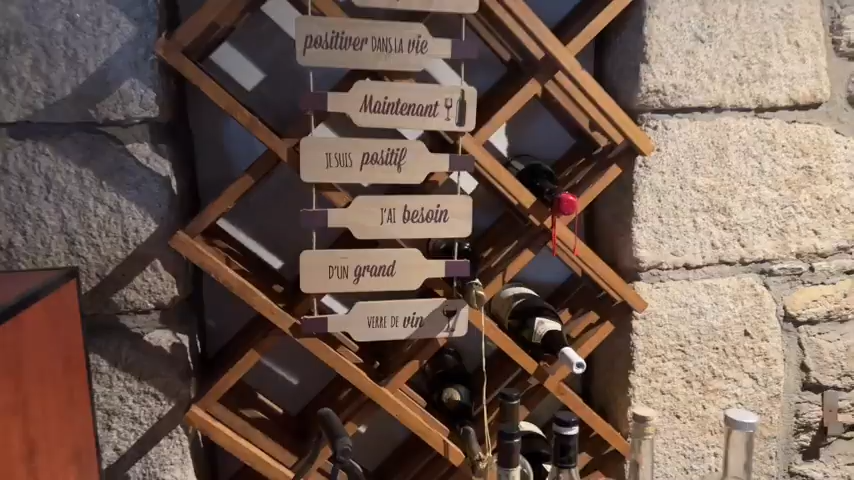 positiver DANS LA vie
Maintenant
JE SUIS positif
J'AI besoin
D'UN grand
VERRE DE vin